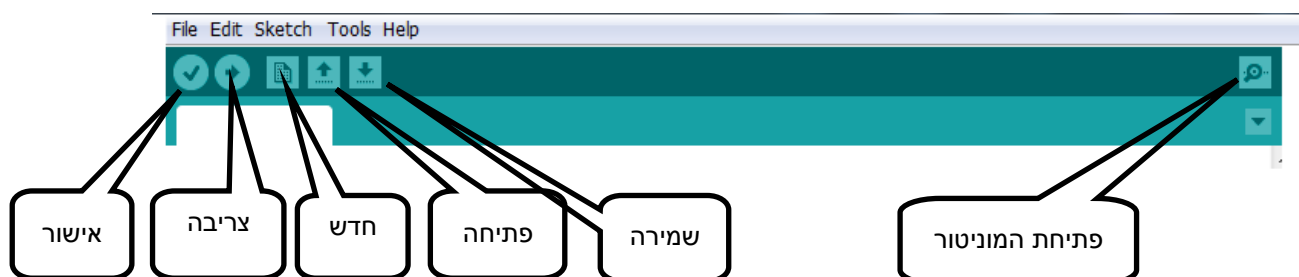 File Edit Sketch Tools Help
אישור
צריבה
חדש
פתיחה
שמירה
פתיחת המוניטור